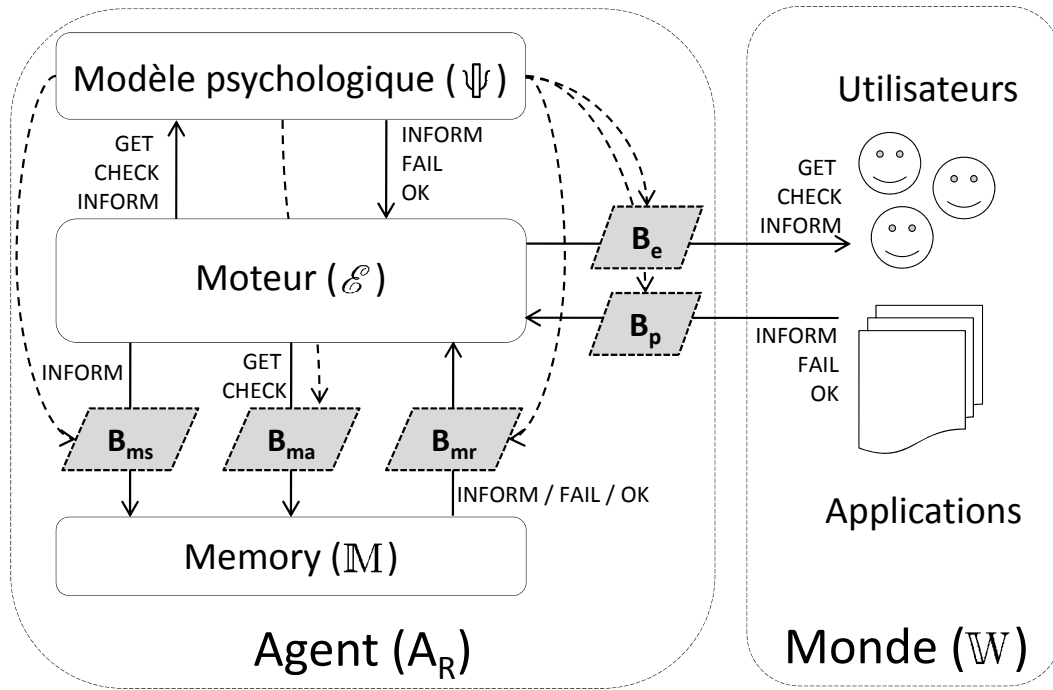 Modèle psychologique (Ψ)
Utilisateurs
GET
CHECK
INFORM
INFORM
FAIL
OK
GET
CHECK
INFORM
Bₑ
Moteur (ℰ)
Bₚ
INFORM
FAIL
OK
INFORM
GET
CHECK
Bms
Bma
Bmr
INFORM / FAIL / OK
Applications
Memory (𝕄)
Agent (A_R)
Monde (𝕎)